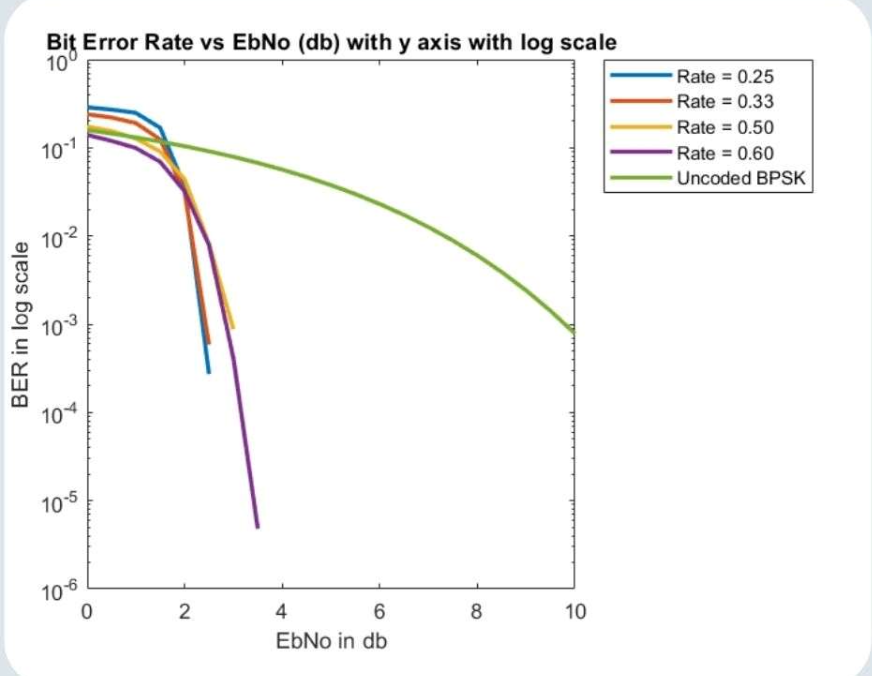 Bit Error Rate vs EbNo (db) with y axis with log scale
10^0
10^-1
10^-2
10^-3
10^-4
10^-5
10^-6
BER in log scale
0 2 4 6 8 10
EbNo in db
Rate = 0.25
Rate = 0.33
Rate = 0.50
Rate = 0.60
Uncoded BPSK